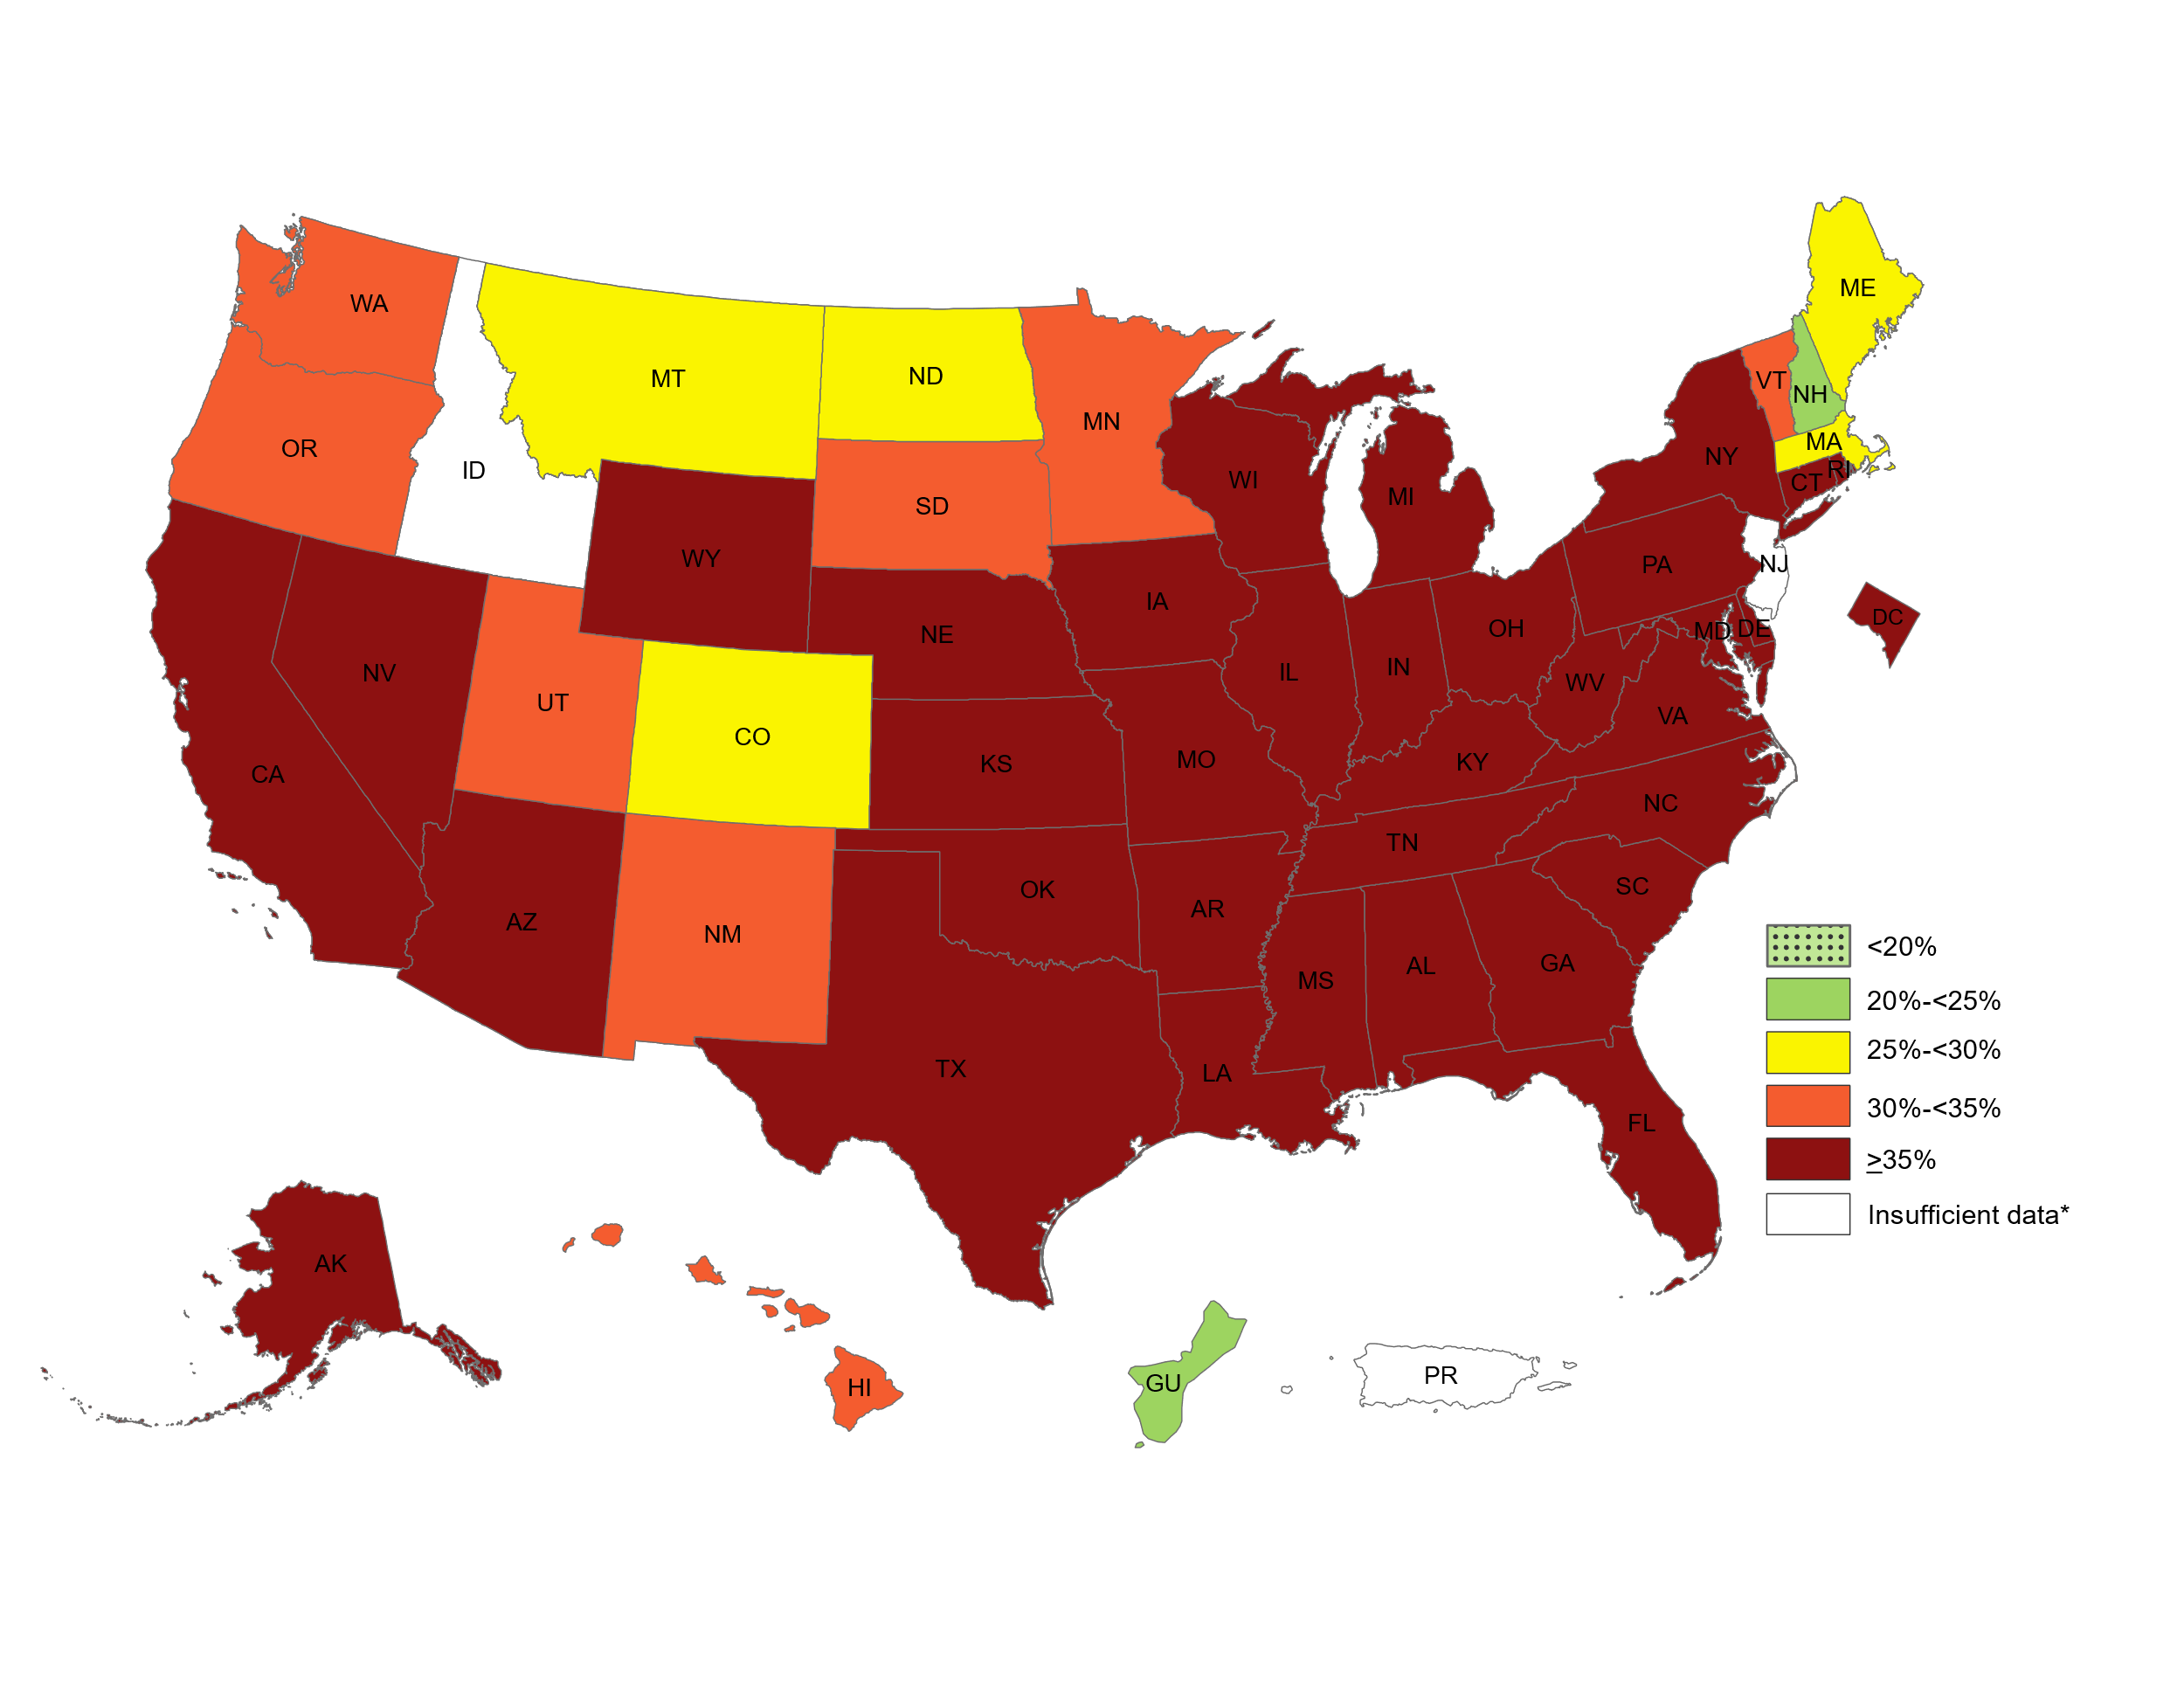 ME
WA
MT
ND
VT
NH
MN
MA
OR
NY
RI
ID
WI
CT
MI
SD
WY
NJ
PA
IA
DC
NE
OH
MD
DE
NV
IL
IN
WV
UT
VA
CO
KS
MO
KY
CA
NC
TN
SC
OK
AR
AZ
NM
<20%
GA
AL
MS
20%-<25%
25%-<30%
TX
LA
30%-<35%
FL
≥35%
Insufficient data*
AK
PR
GU
HI